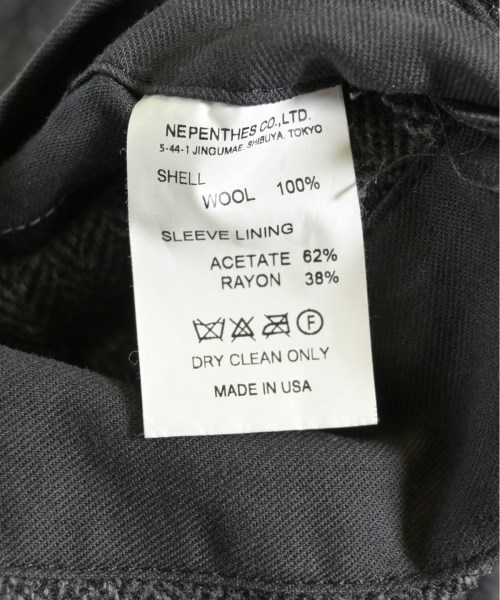 NEPENTHES CO.,LTD.
5-44-1 JINGUMAE, SHIBUYA, TOKYO
SHELL
WOOL 100%
SLEEVE LINING
ACETATE 62%
RAYON 38%
F
DRY CLEAN ONLY
MADE IN USA